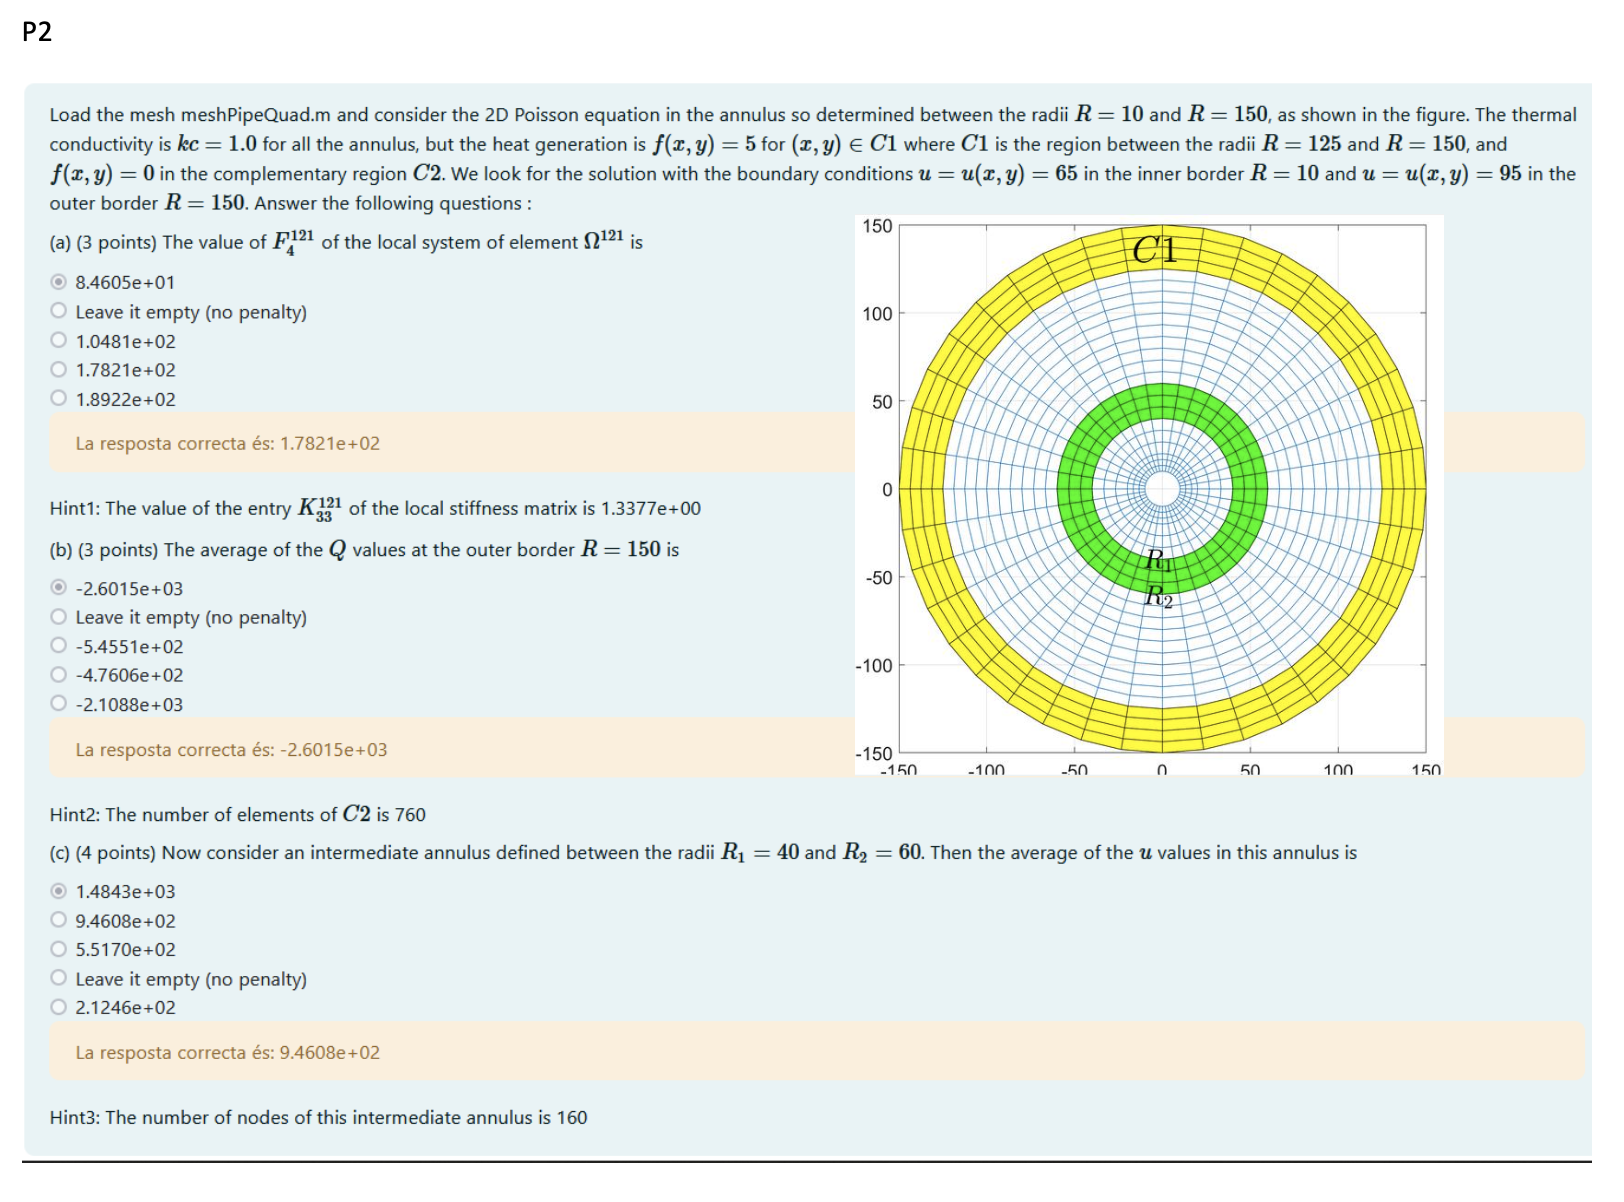 P2
Load the mesh meshPipeQuad.m and consider the 2D Poisson equation in the annulus so determined between the radii R = 10 and R = 150, as shown in the figure. The thermal
conductivity is kc = 1.0 for all the annulus, but the heat generation is f(x, y) = 5 for (x, y) ∈ C1 where C1 is the region between the radii R = 125 and R = 150, and
f(x, y) = 0 in the complementary region C2. We look for the solution with the boundary conditions u = u(x, y) = 65 in the inner border R = 10 and u = u(x, y) = 95 in the
outer border R = 150. Answer the following questions :
(a) (3 points) The value of F₄¹²¹ of the local system of element Ω¹²¹ is
8.4605e+01
Leave it empty (no penalty)
1.0481e+02
1.7821e+02
1.8922e+02
La resposta correcta és: 1.7821e+02
Hint1: The value of the entry K₃₃¹²¹ of the local stiffness matrix is 1.3377e+00
(b) (3 points) The average of the Q values at the outer border R = 150 is
-2.6015e+03
Leave it empty (no penalty)
-5.4551e+02
-4.7606e+02
-2.1088e+03
La resposta correcta és: -2.6015e+03
150
100
50
0
-50
-100
-150
-150 -100 -50 0 50 100 150
C1
R₁
R₂
Hint2: The number of elements of C2 is 760
(c) (4 points) Now consider an intermediate annulus defined between the radii R₁ = 40 and R₂ = 60. Then the average of the u values in this annulus is
1.4843e+03
9.4608e+02
5.5170e+02
Leave it empty (no penalty)
2.1246e+02
La resposta correcta és: 9.4608e+02
Hint3: The number of nodes of this intermediate annulus is 160